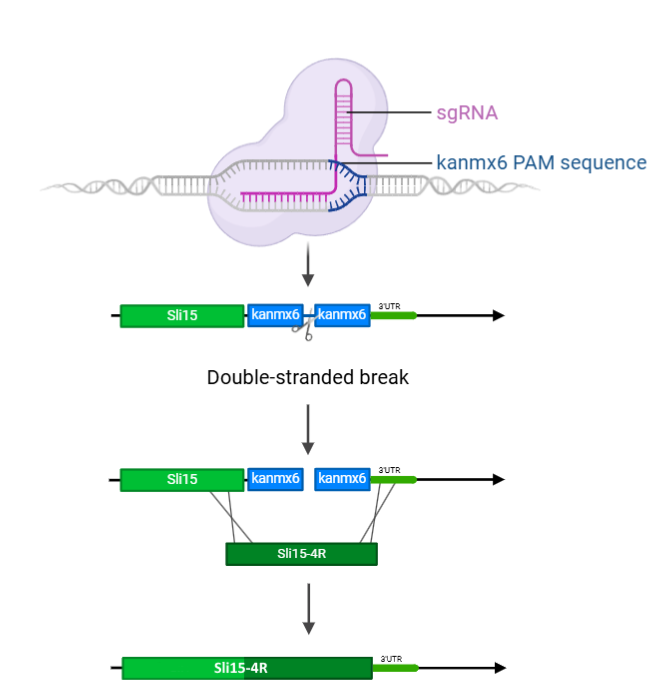 sgRNA
kanmx6 PAM sequence
Sli15 kanmx6 kanmx6 3'UTR
Double-stranded break
Sli15 kanmx6 kanmx6 3'UTR
Sli15-4R
Sli15-4R 3'UTR